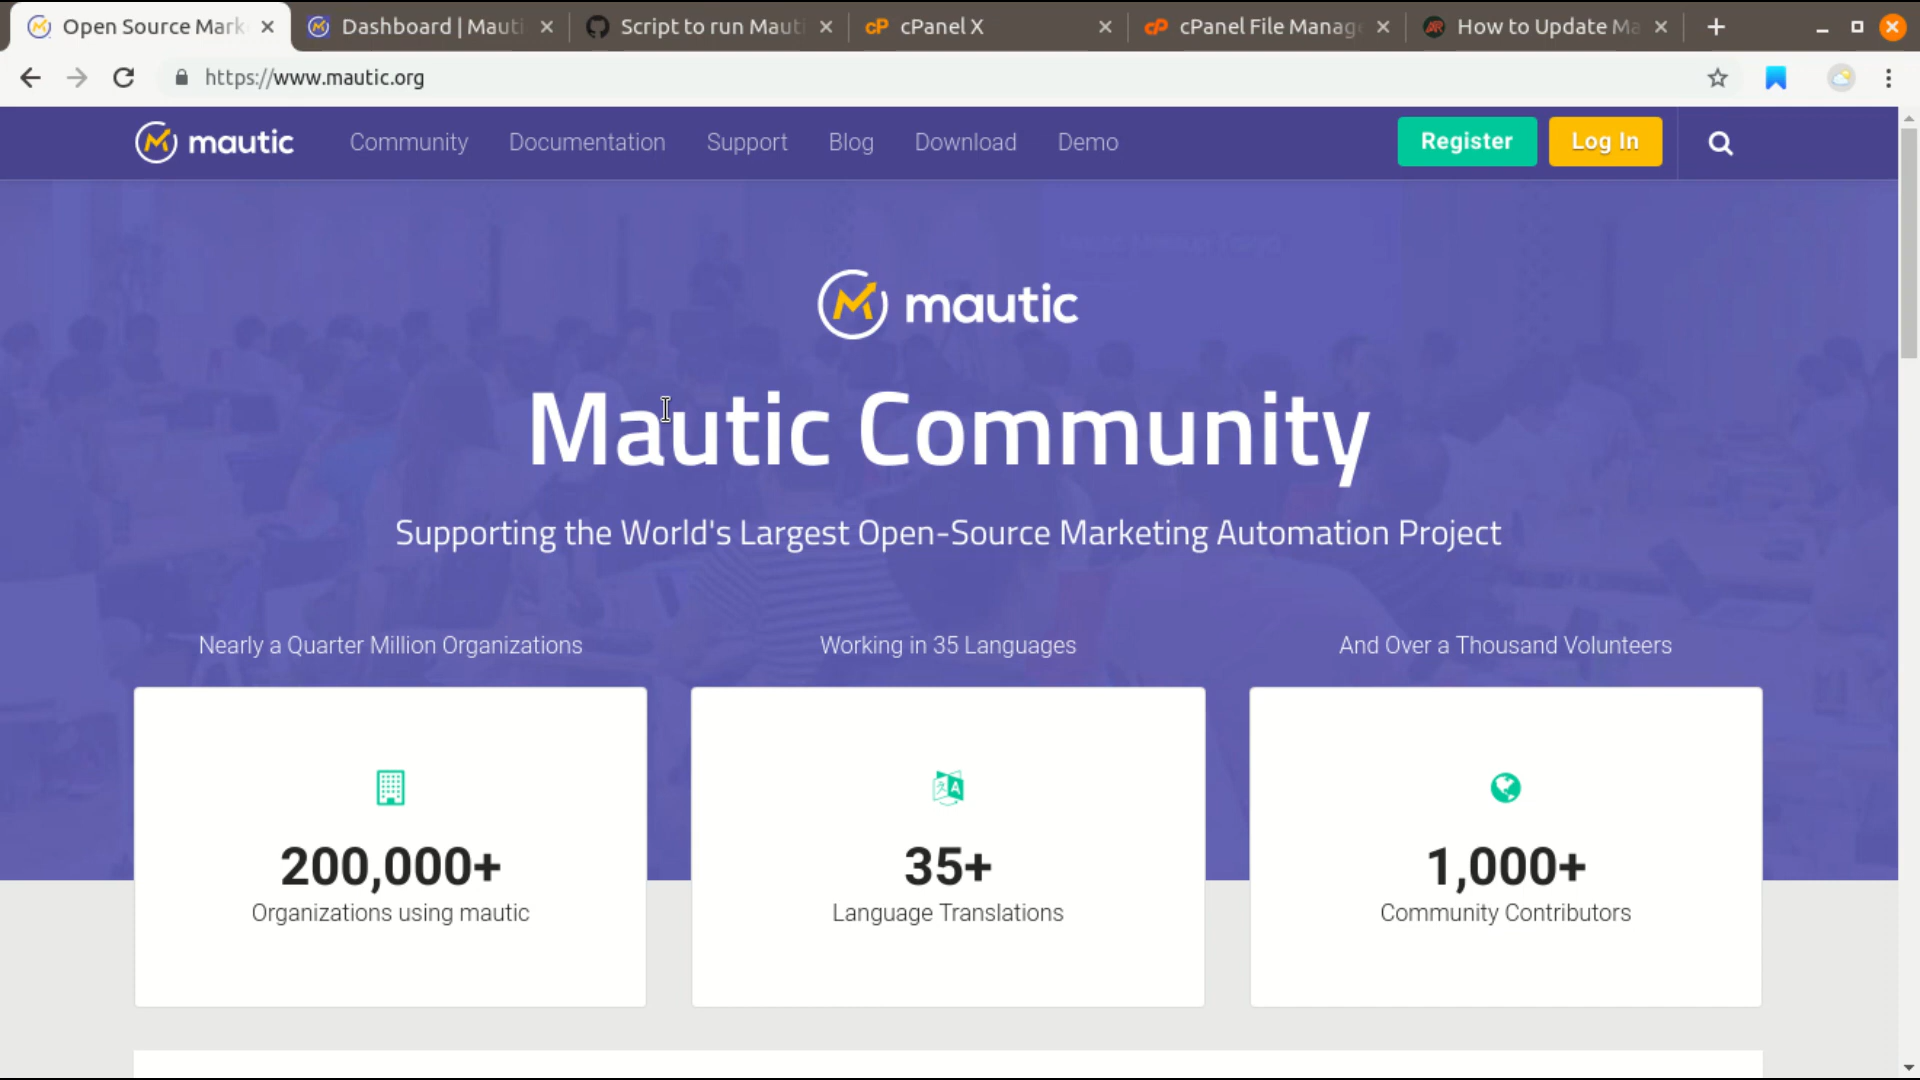 Open Source Mark
Dashboard | Mauti
Script to run Maut
cPanel X
cPanel File Manag
How to Update Ma
https://www.mautic.org
mautic
Community
Documentation
Support
Blog
Download
Demo
Register
Log In
mautic
Mautic Community
Supporting the World's Largest Open-Source Marketing Automation Project
Nearly a Quarter Million Organizations
Working in 35 Languages
And Over a Thousand Volunteers
200,000+
Organizations using mautic
35+
Language Translations
1,000+
Community Contributors